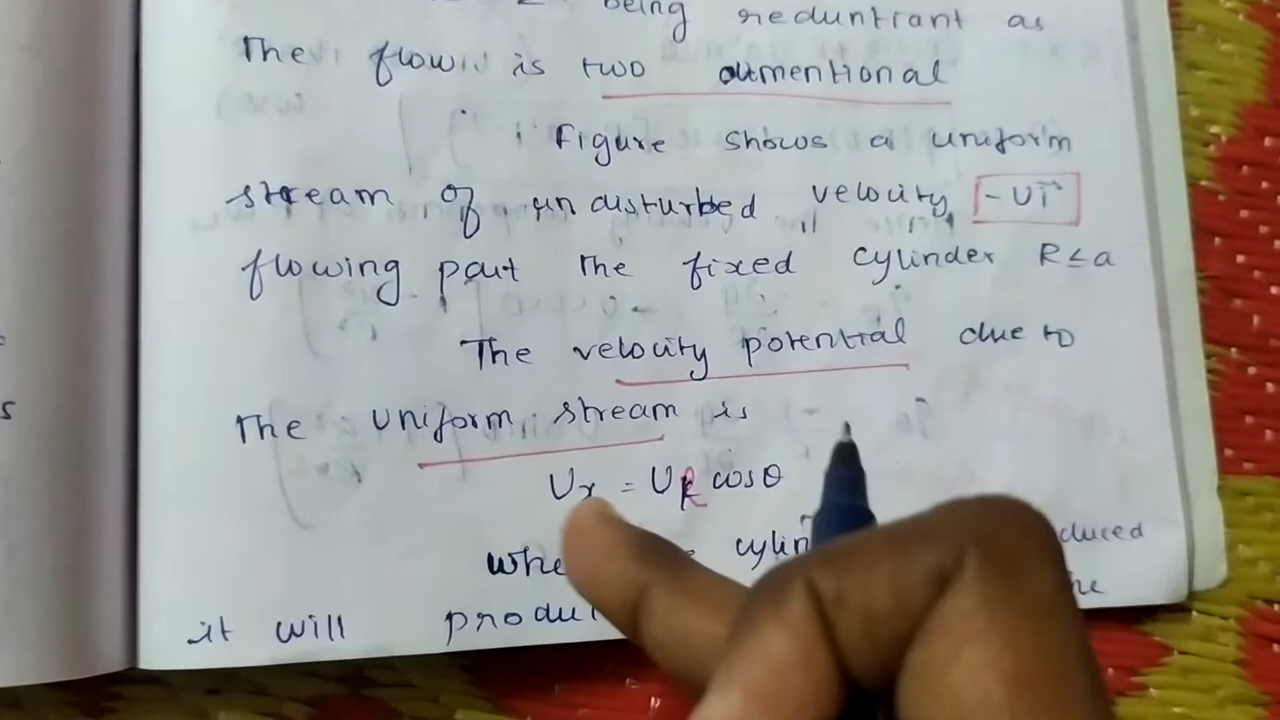 being reduntrant as
The flow is two dimentional
Figure shows a uniform
stream of undisturbed velocity -Ui⃗
flowing past the fixed cylinder R≤a
The velocity potential due to
The uniform stream is
Ux = UR cosθ
it will